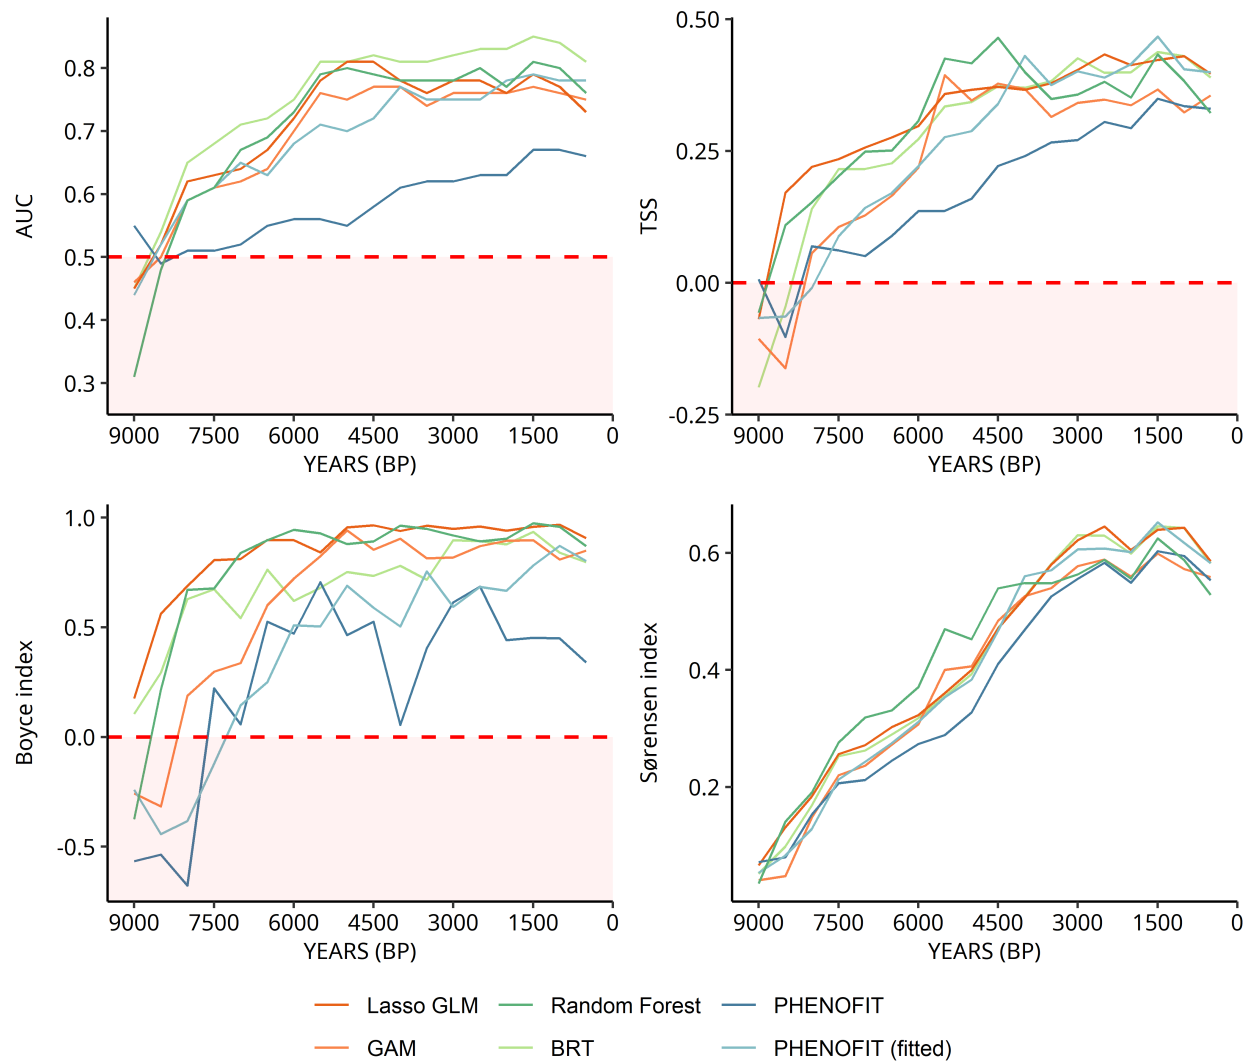 AUC
0.8
0.7
0.6
0.5
0.4
0.3
9000 7500 6000 4500 3000 1500 0
YEARS (BP)
TSS
0.50
0.25
0.00
-0.25
9000 7500 6000 4500 3000 1500 0
YEARS (BP)
Boyce index
1.0
0.5
0.0
-0.5
9000 7500 6000 4500 3000 1500 0
YEARS (BP)
Sørensen index
0.6
0.4
0.2
9000 7500 6000 4500 3000 1500 0
YEARS (BP)
Lasso GLM Random Forest PHENOFIT
GAM BRT PHENOFIT (fitted)